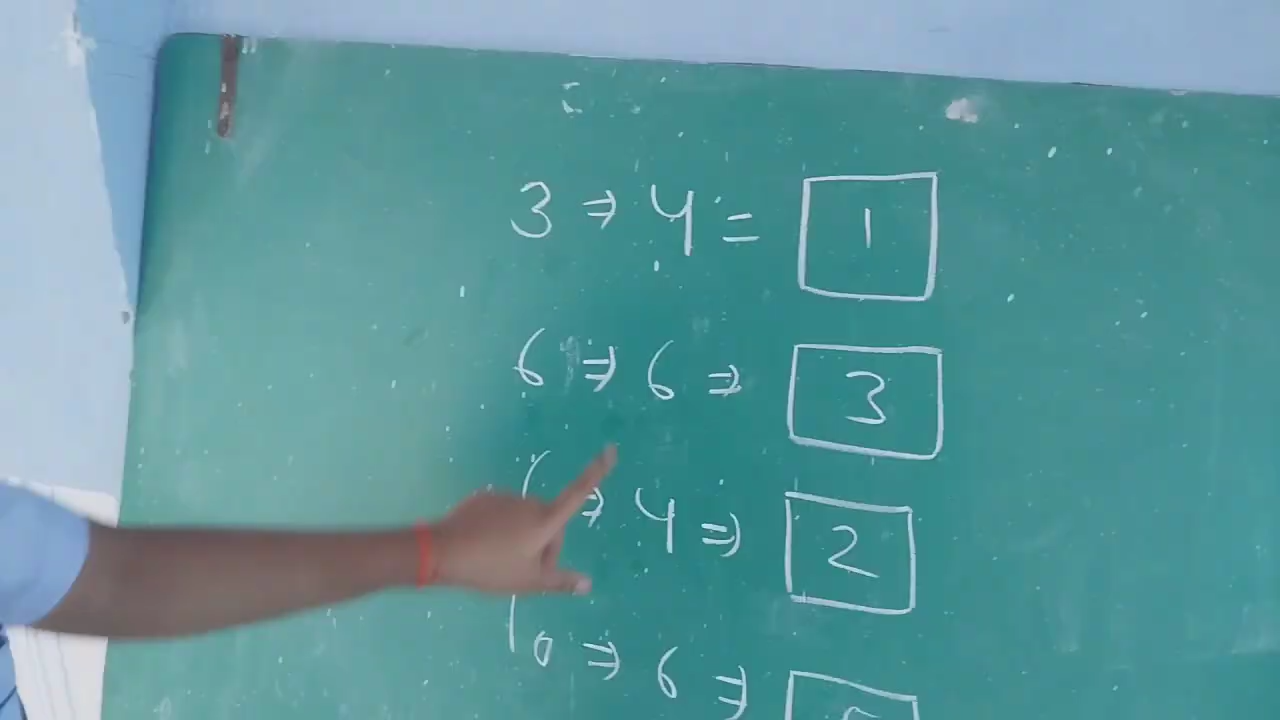 3 ⇒ 4 = 1
6 ⇒ 6 ⇒ 3
⇒ 4 ⇒ 2
10 ⇒ 6 ⇒